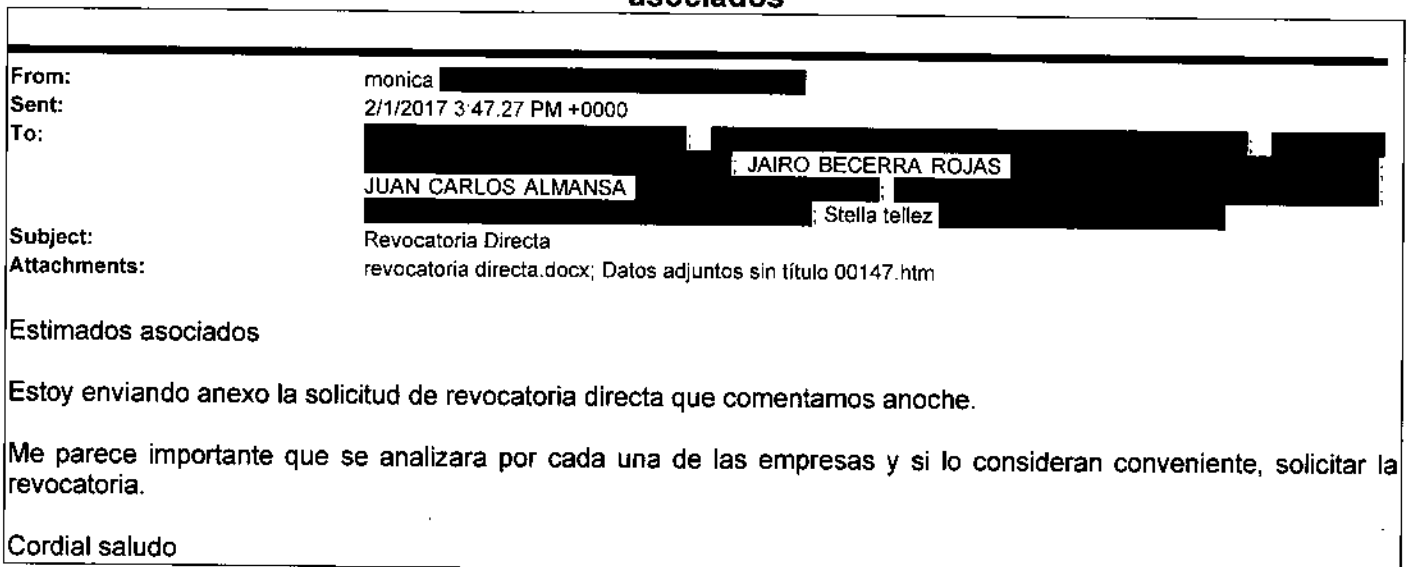 asociados
From: monica
Sent: 2/1/2017 3:47.27 PM +0000
To: ; ;
; JAIRO BECERRA ROJAS ;
JUAN CARLOS ALMANSA ; ;
; Stella tellez
Subject: Revocatoria Directa
Attachments: revocatoria directa.docx; Datos adjuntos sin título 00147.htm
Estimados asociados
Estoy enviando anexo la solicitud de revocatoria directa que comentamos anoche.
Me parece importante que se analizara por cada una de las empresas y si lo consideran conveniente, solicitar la
revocatoria.
Cordial saludo